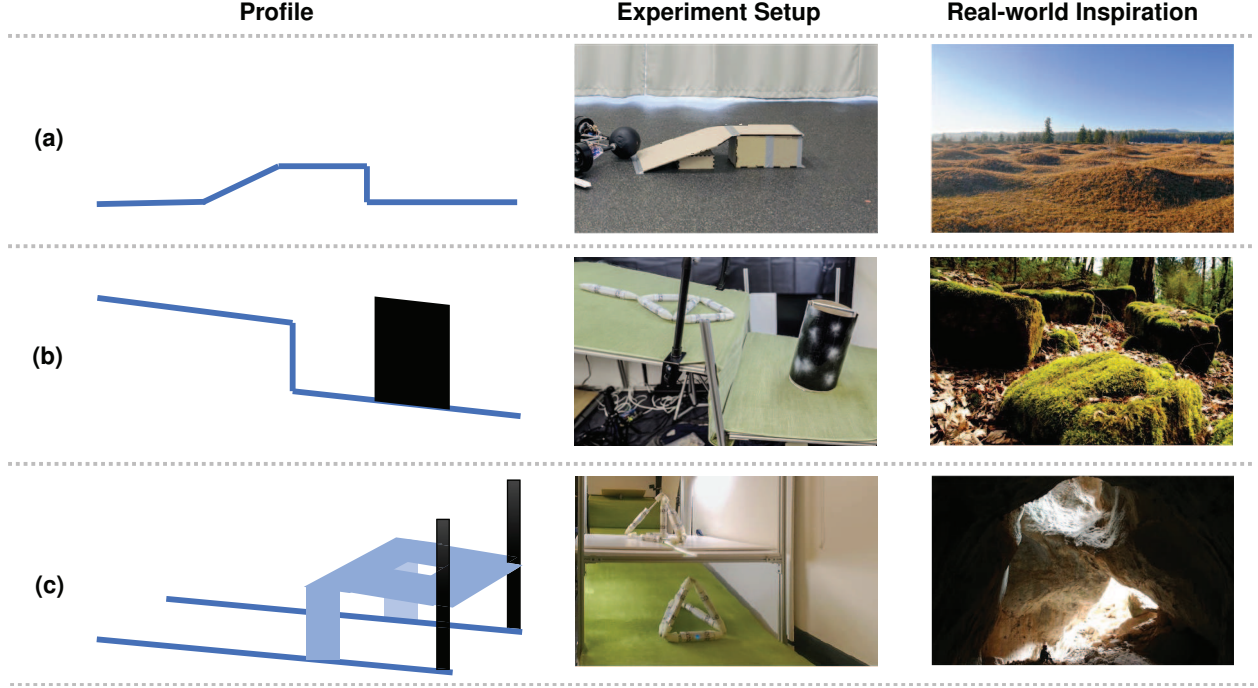 Profile
Experiment Setup
Real-world Inspiration
(a)
(b)
(c)